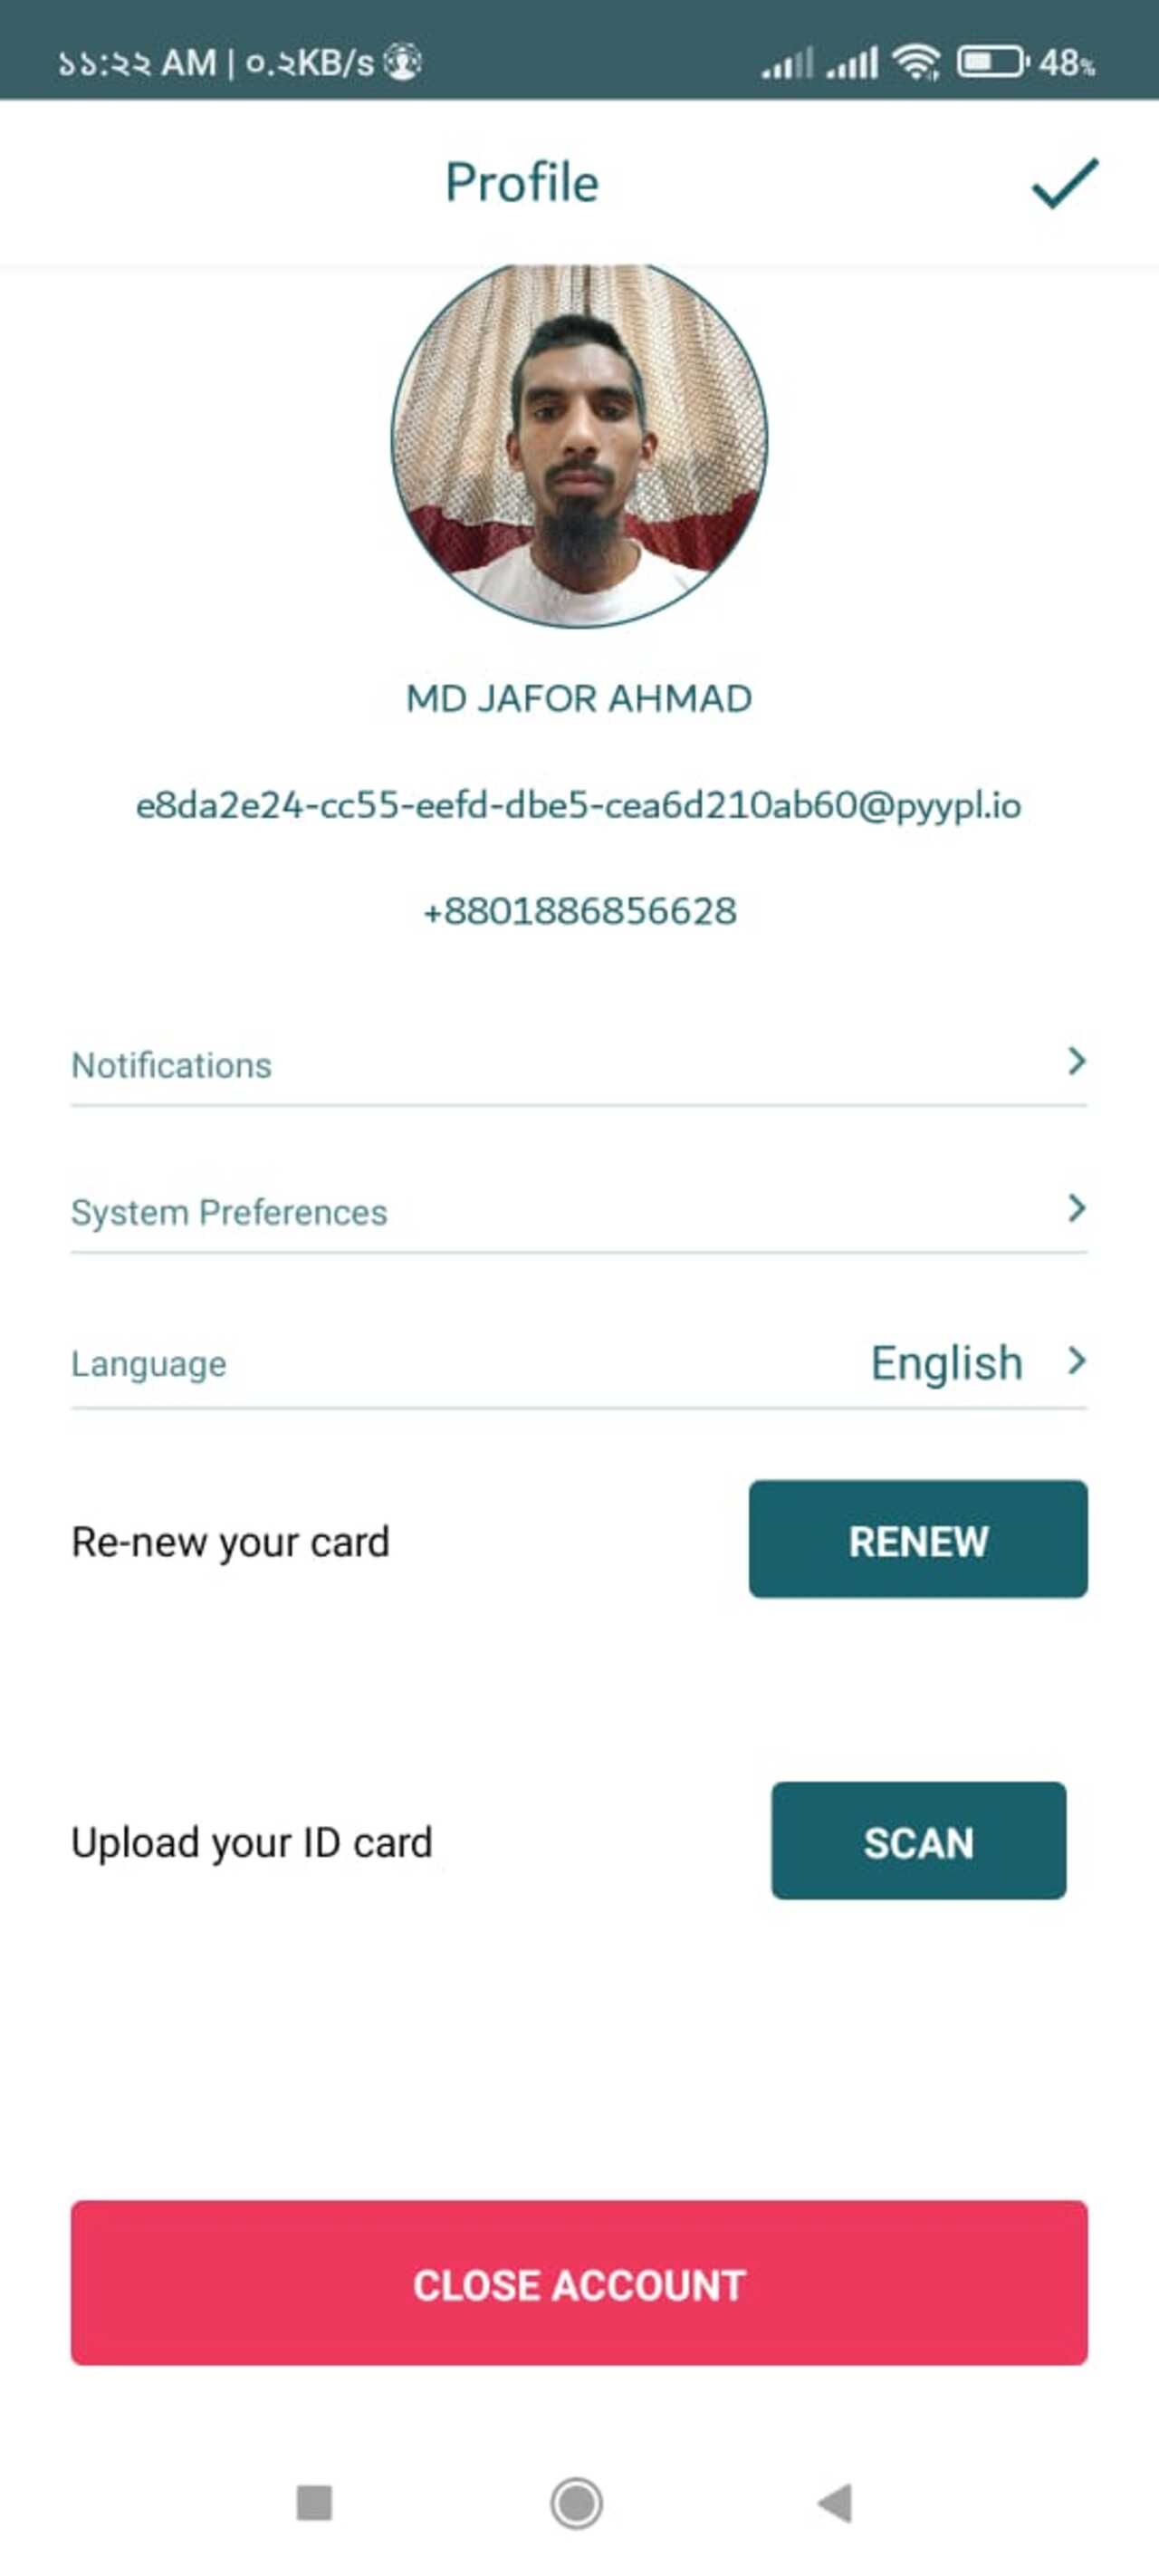 ১১:২২ AM | ০.২KB/s 48%
Profile
MD JAFOR AHMAD
e8da2e24-cc55-eefd-dbe5-cea6d210ab60@pyypl.io
+8801886856628
Notifications
System Preferences
Language English
Re-new your card RENEW
Upload your ID card SCAN
CLOSE ACCOUNT